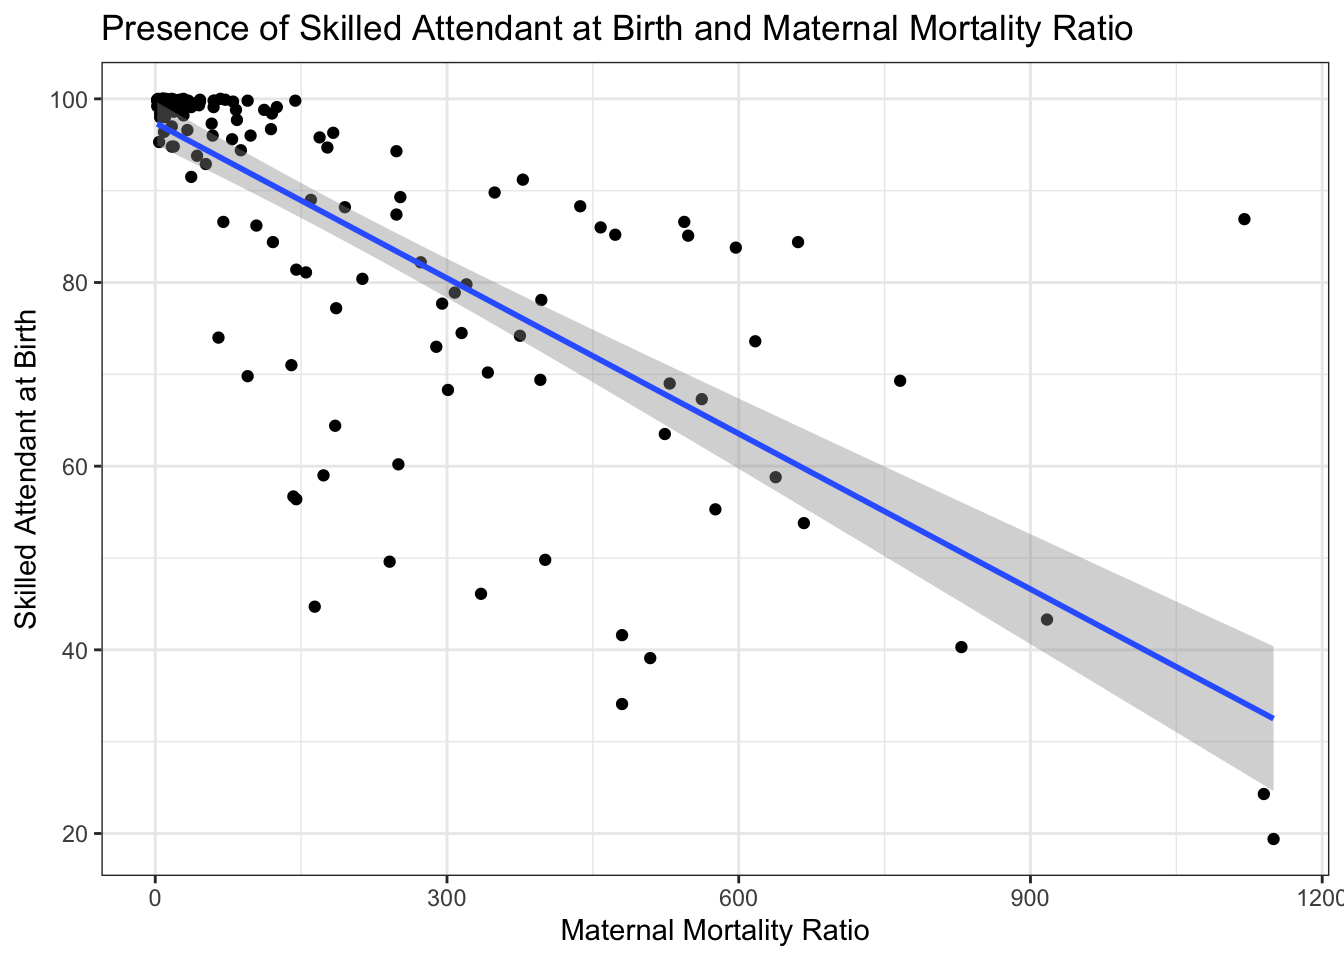 Presence of Skilled Attendant at Birth and Maternal Mortality Ratio
Skilled Attendant at Birth
100
80
60
40
20
0 300 600 900 1200
Maternal Mortality Ratio